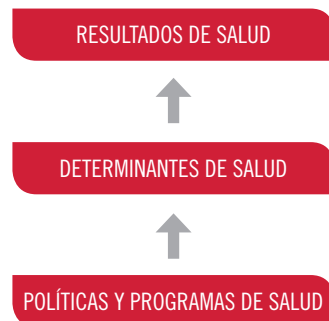 RESULTADOS DE SALUD
DETERMINANTES DE SALUD
POLÍTICAS Y PROGRAMAS DE SALUD